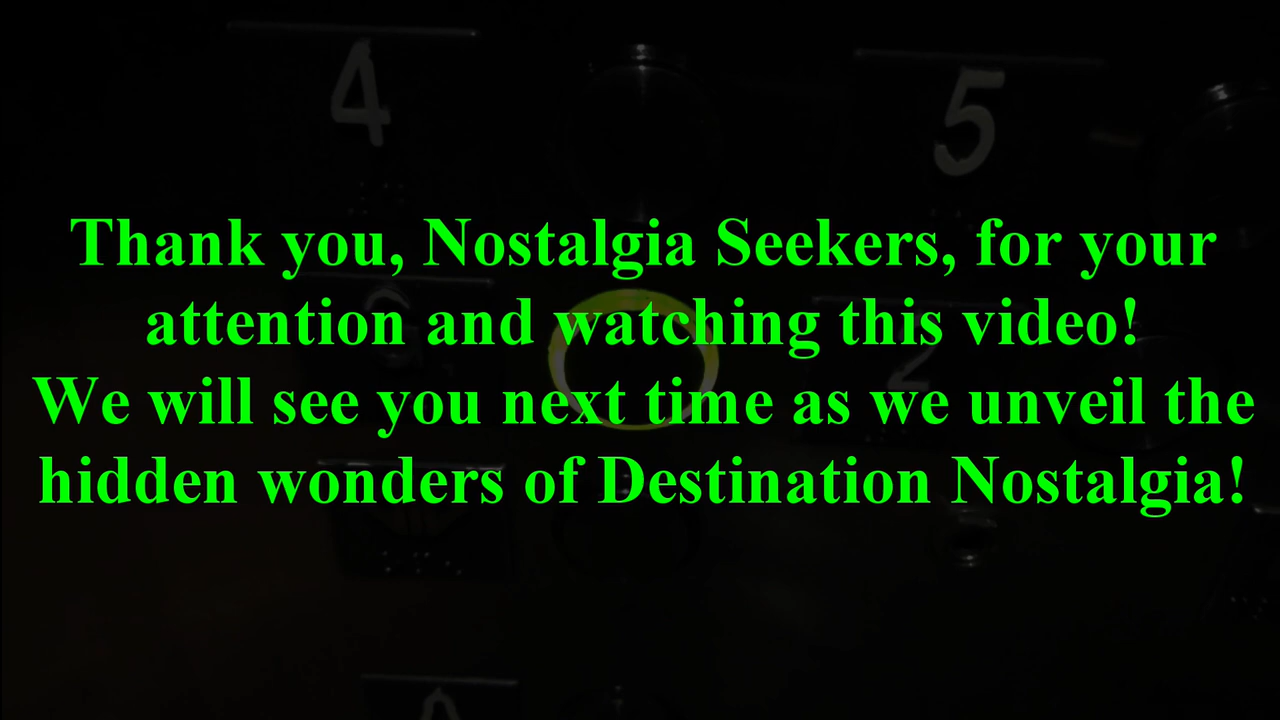 4
5
Thank you, Nostalgia Seekers, for your
attention and watching this video!
2
We will see you next time as we unveil the
hidden wonders of Destination Nostalgia!